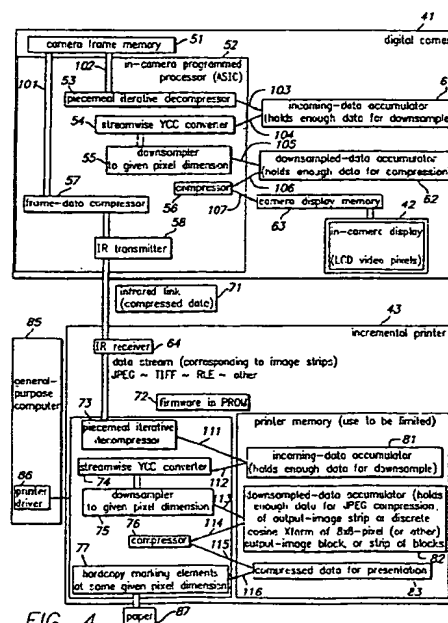 41
digital camer
camera frame memory
51
52
101
102
in-camera programmed
processor (ASIC)
53
piecemeal iterative decompressor
103
61
incoming-data accumulator
(holds enough data for downsample)
54
streamwise YCC converter
104
105
55
downsampler
to given pixel dimension
downsampled-data accumulator
(holds enough data for compression)
57
compressor
106
62
frame-data compressor
56
107
camera display memory
63
42
58
IR transmitter
in-camera display
(LCD video pixels)
infrared link
(compressed data)
71
43
85
incremental printer
IR receiver
64
data stream (corresponding to image strips)
JPEG ~ TIFF ~ RLE ~ other
general-
purpose
computer
72
firmware in PROM
73
printer memory (use to be limited)
piecemeal iterative
decompressor
111
81
incoming-data accumulator
(holds enough data for downsample)
86
streamwise YCC converter
74
112
printer
driver
downsampler
to given pixel dimension
113
75
76
114
downsampled-data accumulator (holds
enough data for JPEG compression,
of output-image strip or discrete
cosine Xform of 8x8-pixel (or other)
output-image block, or strip of blocks)
77
compressor
115
82
hardcopy marking elements
at same given pixel dimension
compressed data for presentation
116
83
FIG. 4
paper
87